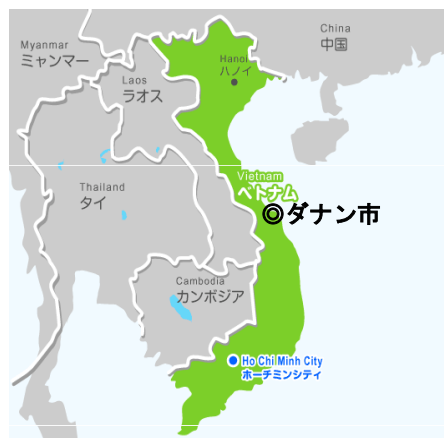 China
中国
Myanmar
ミャンマー
Hanoi
ハノイ
Laos
ラオス
Vietnam
ベトナム
Thailand
タイ
◎ダナン市
Cambodia
カンボジア
Ho Chi Minh City
ホーチミンシティ